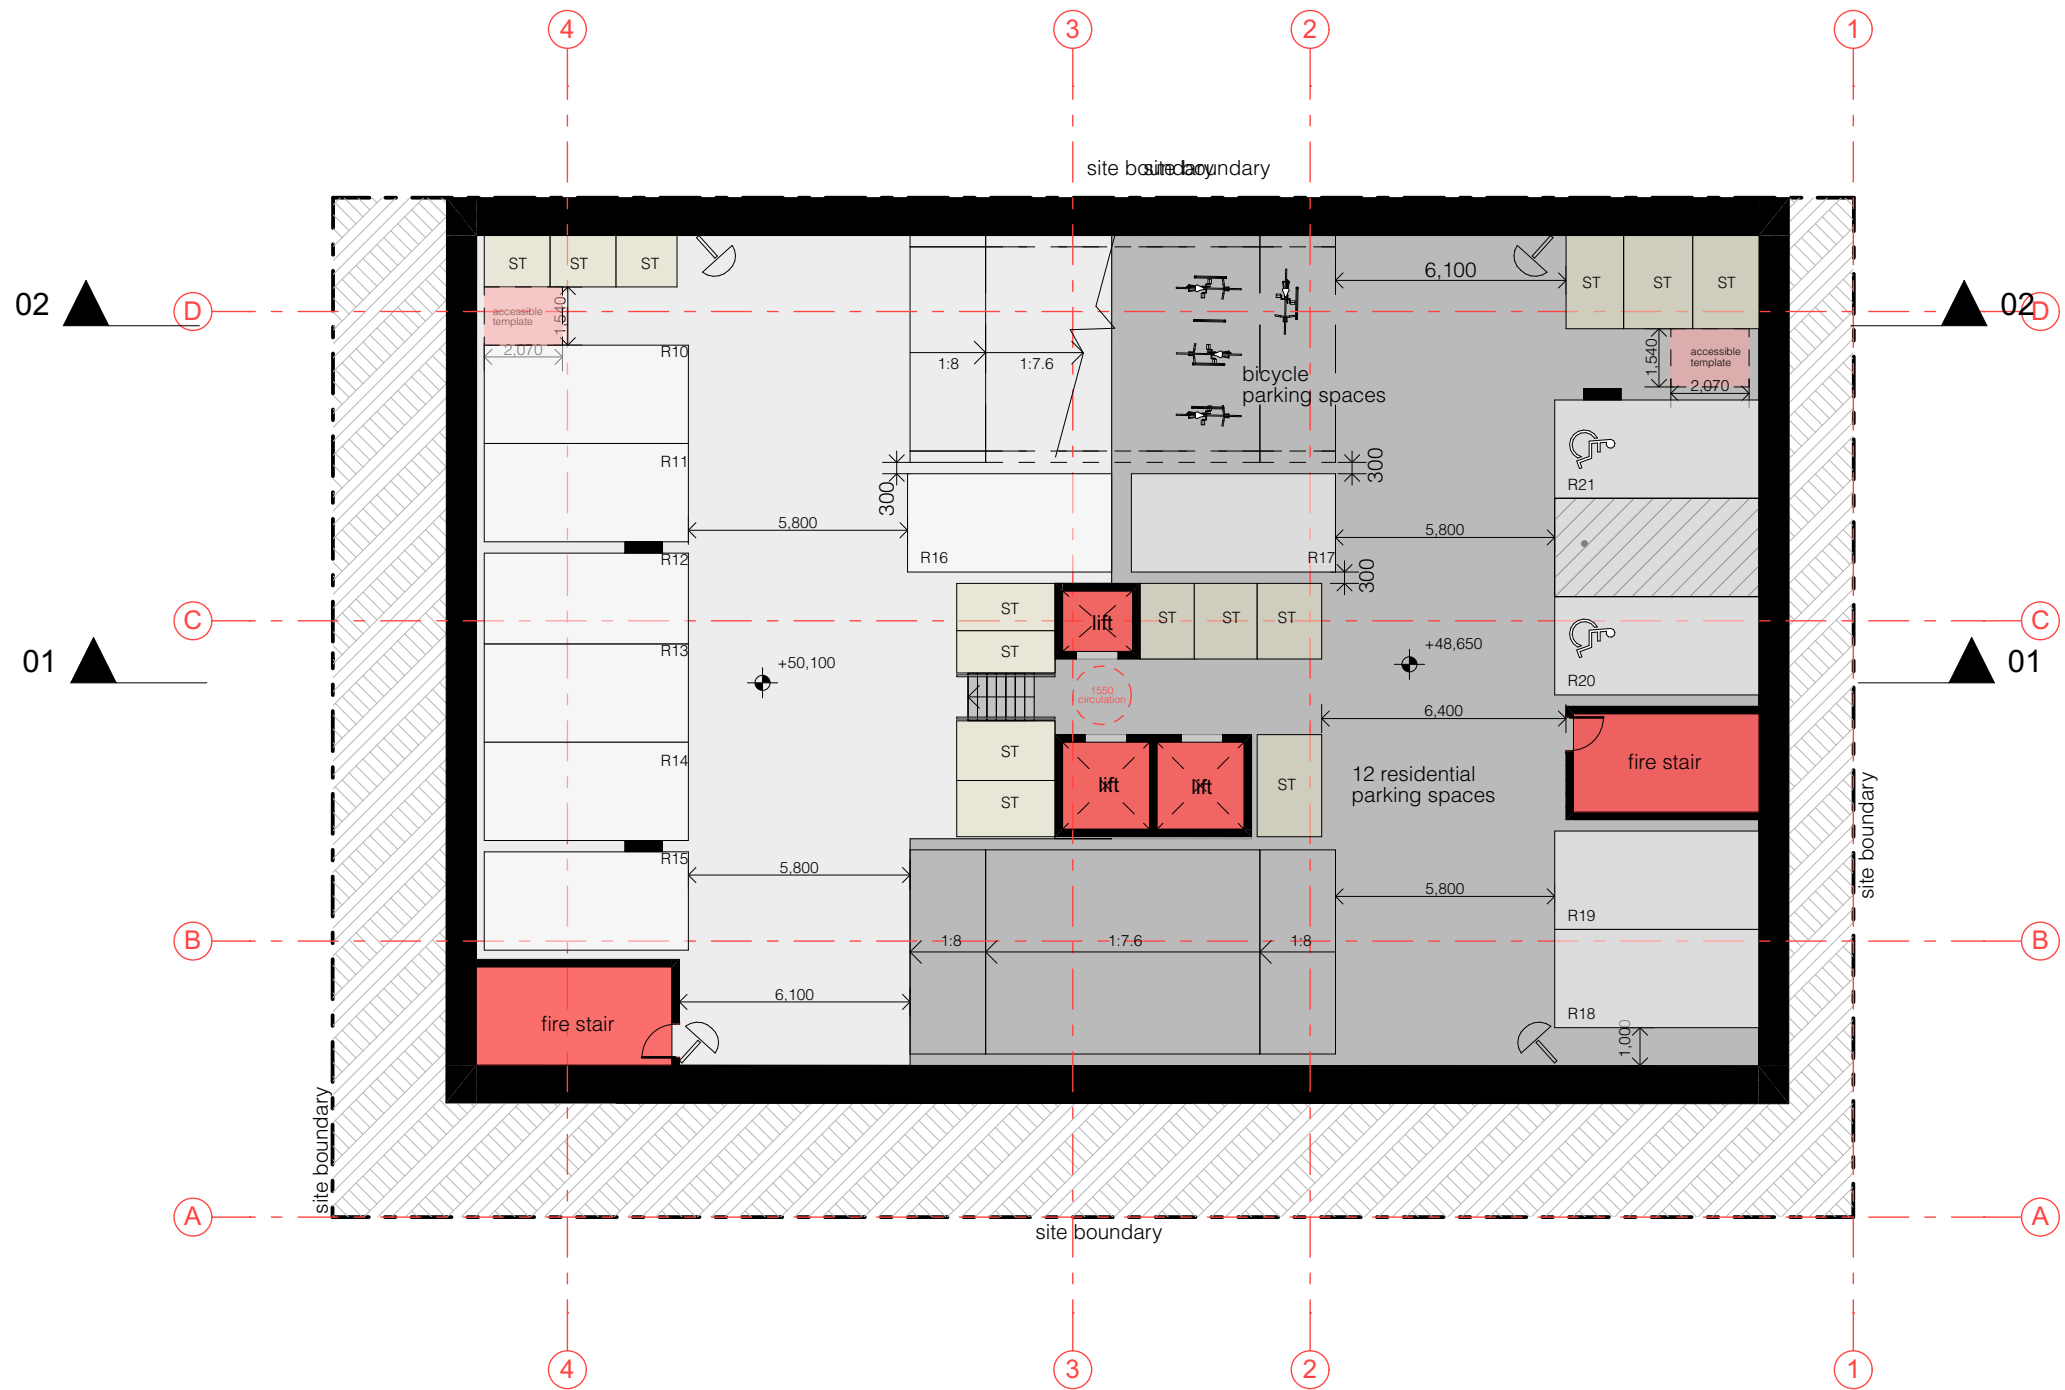 4
3
2
1
site boundary
site boundary
ST
ST
ST
6,100
ST
ST
ST
02
D
accessible
template
1,540
2,070
02
D
1,540
accessible
template
2,070
R10
1:8
1:7.6
bicycle
parking spaces
R11
300
300
R21
5,800
5,800
R16
R17
R12
300
ST
lift
ST
ST
ST
C
C
R13
ST
+48,650
01
+50,100
1550
circulation
R20
01
6,400
R14
ST
lift
lift
ST
12 residential
parking spaces
fire stair
ST
site boundary
R15
5,800
5,800
R19
B
1:8
1:7.6
1:8
B
6,100
fire stair
R18
1,000
site boundary
A
A
site boundary
4
3
2
1